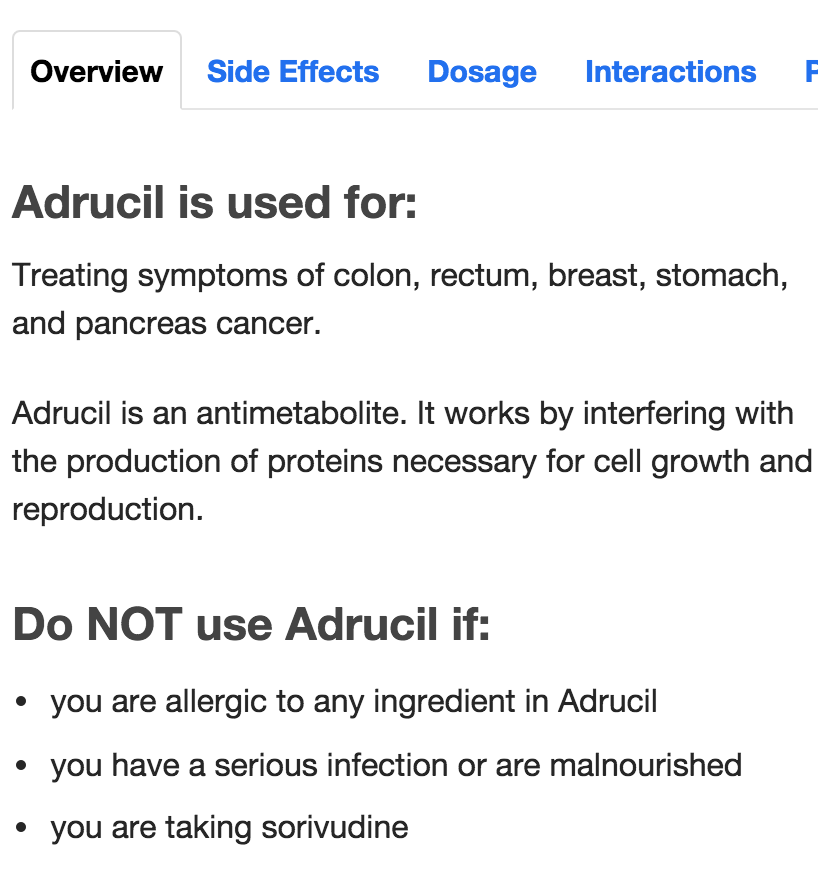 Overview Side Effects Dosage Interactions
Adrucil is used for:
Treating symptoms of colon, rectum, breast, stomach,
and pancreas cancer.
Adrucil is an antimetabolite. It works by interfering with
the production of proteins necessary for cell growth and
reproduction.
Do NOT use Adrucil if:
• you are allergic to any ingredient in Adrucil
• you have a serious infection or are malnourished
• you are taking sorivudine